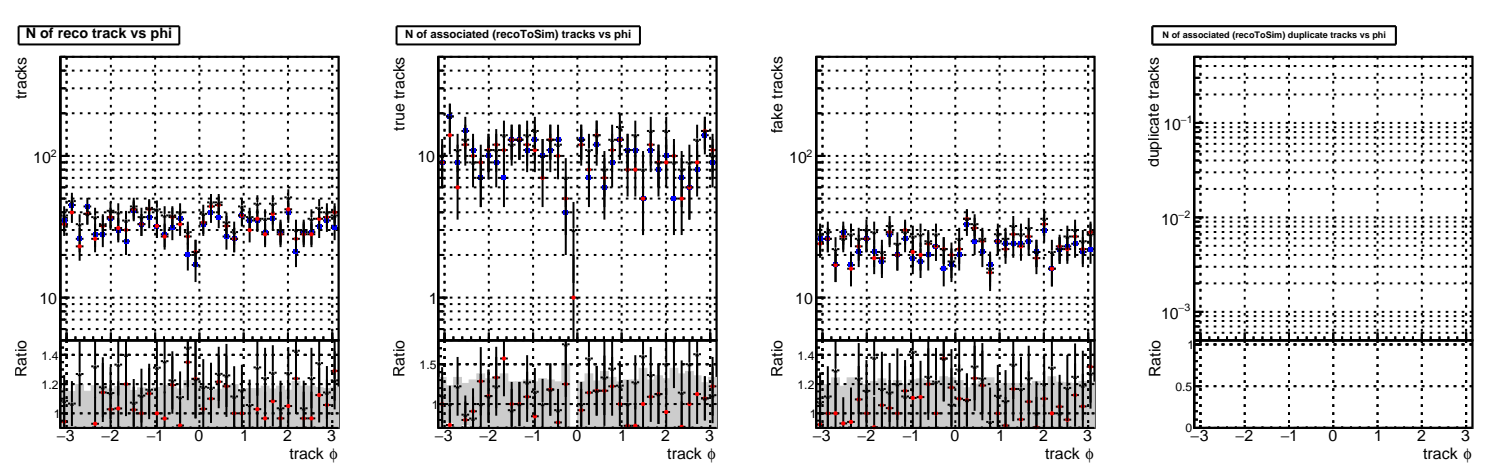 N of reco track vs phi
tracks
10²
10
Ratio
1.4
1.2
1
−3 −2 −1 0 1 2 3
track ϕ
N of associated (recoToSim) tracks vs phi
true tracks
10
1
Ratio
1.5
1
−3 −2 −1 0 1 2 3
track ϕ
fake tracks
10²
10
Ratio
1.4
1.2
1
−3 −2 −1 0 1 2 3
track ϕ
N of associated (recoToSim) duplicate tracks vs phi
duplicate tracks
10⁻¹
10⁻²
10⁻³
Ratio
1
0.5
0
−3 −2 −1 0 1 2 3
track ϕ